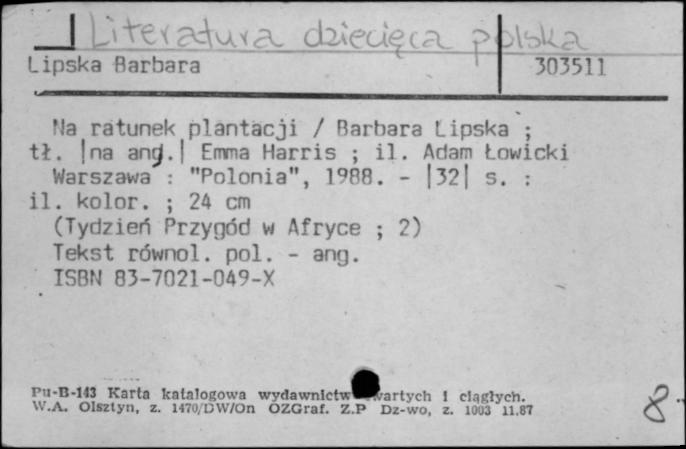 Literatura dziecięca polska
Lipska Barbara 303511
Na ratunek plantacji / Barbara Lipska ;
tł. |na ang.| Emma Harris ; il. Adam Łowicki
Warszawa : "Polonia", 1988. - |32| s. :
il. kolor. ; 24 cm
(Tydzień Przygód w Afryce ; 2)
Tekst równol. pol. - ang.
ISBN 83-7021-049-X
Pu-B-143 Karta katalogowa wydawnictw wartych i ciągłych.
W.A. Olsztyn, z. 1470/DW/On OZGraf. Z.P Dz-wo, z. 1003 11.87
8.